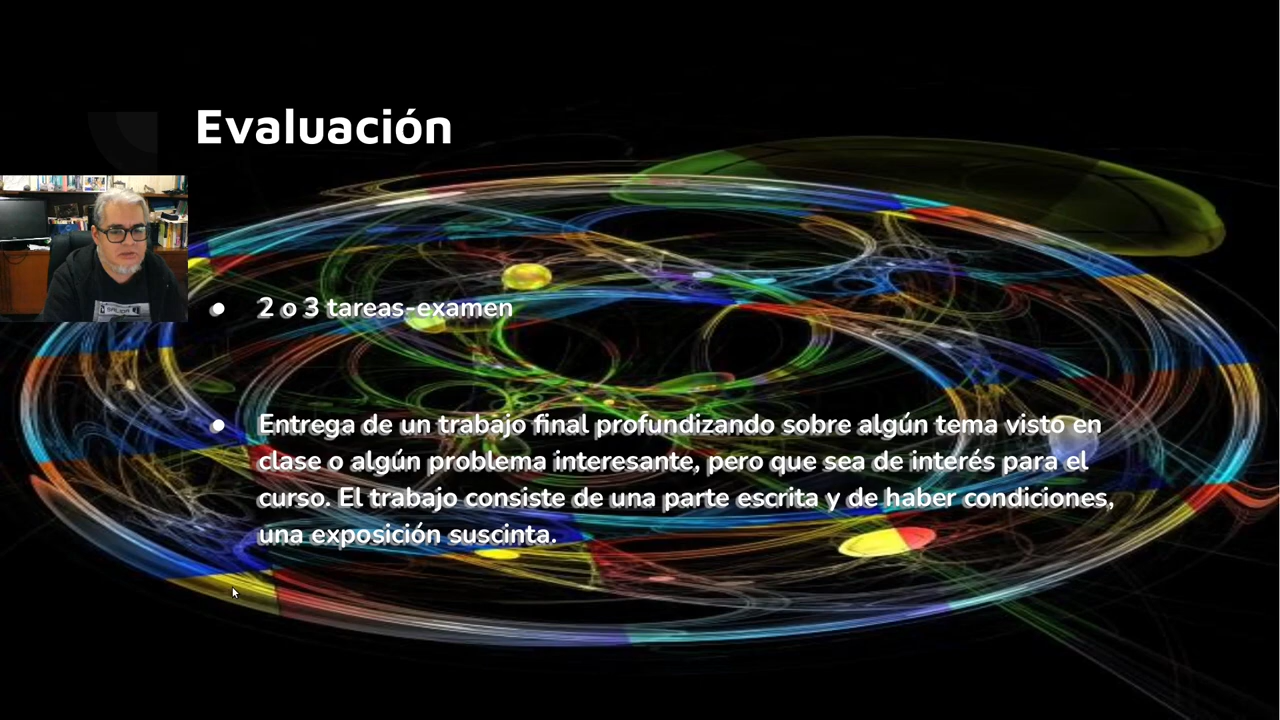 Evaluación
● 2 o 3 tareas-examen
● Entrega de un trabajo final profundizando sobre algún tema visto en
clase o algún problema interesante, pero que sea de interés para el
curso. El trabajo consiste de una parte escrita y de haber condiciones,
una exposición suscinta.